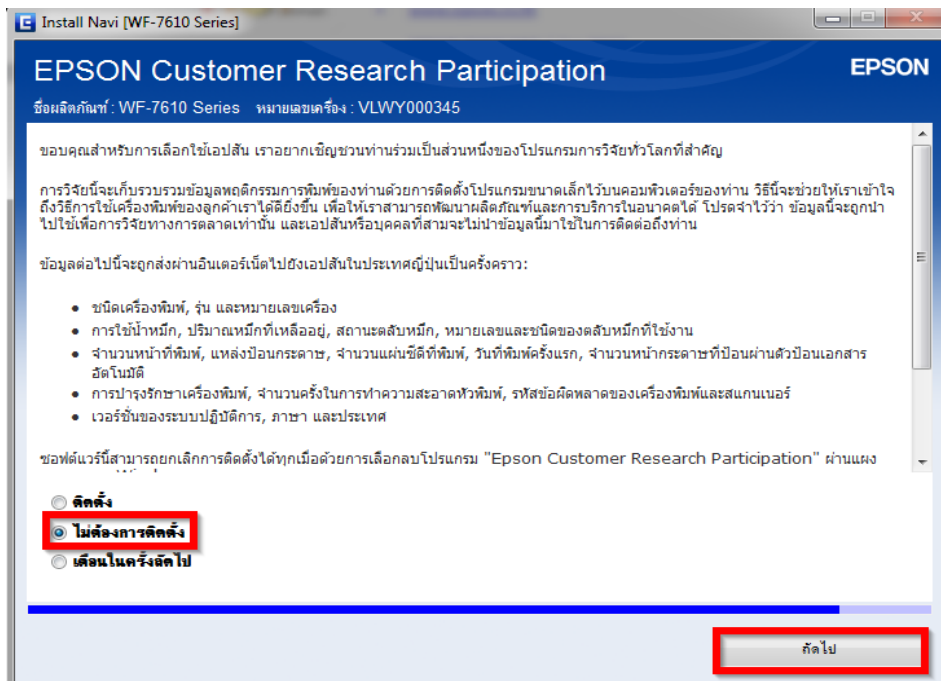 Install Navi [WF-7610 Series]
EPSON Customer Research Participation
EPSON
ชื่อผลิตภัณฑ์ : WF-7610 Series หมายเลขเครื่อง : VLWY000345
ขอบคุณสำหรับการเลือกใช้เอปสัน เราอยากเชิญชวนท่านร่วมเป็นส่วนหนึ่งของโปรแกรมการวิจัยทั่วโลกที่สำคัญ
การวิจัยนี้จะเก็บรวบรวมข้อมูลพฤติกรรมการพิมพ์ของท่านด้วยการติดตั้งโปรแกรมขนาดเล็กไว้บนคอมพิวเตอร์ของท่าน วิธีนี้จะช่วยให้เราเข้าใจ
ถึงวิธีการใช้เครื่องพิมพ์ของลูกค้าเราได้ดียิ่งขึ้น เพื่อให้เราสามารถพัฒนาผลิตภัณฑ์และการบริการในอนาคตได้ โปรดจำไว้ว่า ข้อมูลนี้จะถูกนำ
ไปใช้เพื่อการวิจัยทางการตลาดเท่านั้น และเอปสันหรือบุคคลที่สามจะไม่นำข้อมูลนี้มาใช้ในการติดต่อถึงท่าน
ข้อมูลต่อไปนี้จะถูกส่งผ่านอินเตอร์เน็ตไปยังเอปสันในประเทศญี่ปุ่นเป็นครั้งคราว:
• ชนิดเครื่องพิมพ์, รุ่น และหมายเลขเครื่อง
• การใช้น้ำหมึก, ปริมาณหมึกที่เหลืออยู่, สถานะตลับหมึก, หมายเลขและชนิดของตลับหมึกที่ใช้งาน
• จำนวนหน้าที่พิมพ์, แหล่งป้อนกระดาษ, จำนวนแผ่นซีดีที่พิมพ์, วันที่พิมพ์ครั้งแรก, จำนวนหน้ากระดาษที่ป้อนผ่านตัวป้อนเอกสาร
อัตโนมัติ
• การบำรุงรักษาเครื่องพิมพ์, จำนวนครั้งในการทำความสะอาดหัวพิมพ์, รหัสข้อผิดพลาดของเครื่องพิมพ์และสแกนเนอร์
• เวอร์ชั่นของระบบปฏิบัติการ, ภาษา และประเทศ
ซอฟต์แวร์นี้สามารถยกเลิกการติดตั้งได้ทุกเมื่อด้วยการเลือกลบโปรแกรม "Epson Customer Research Participation" ผ่านแผง
ติดตั้ง
ไม่ต้องการติดตั้ง
เตือนในครั้งถัดไป
ถัดไป